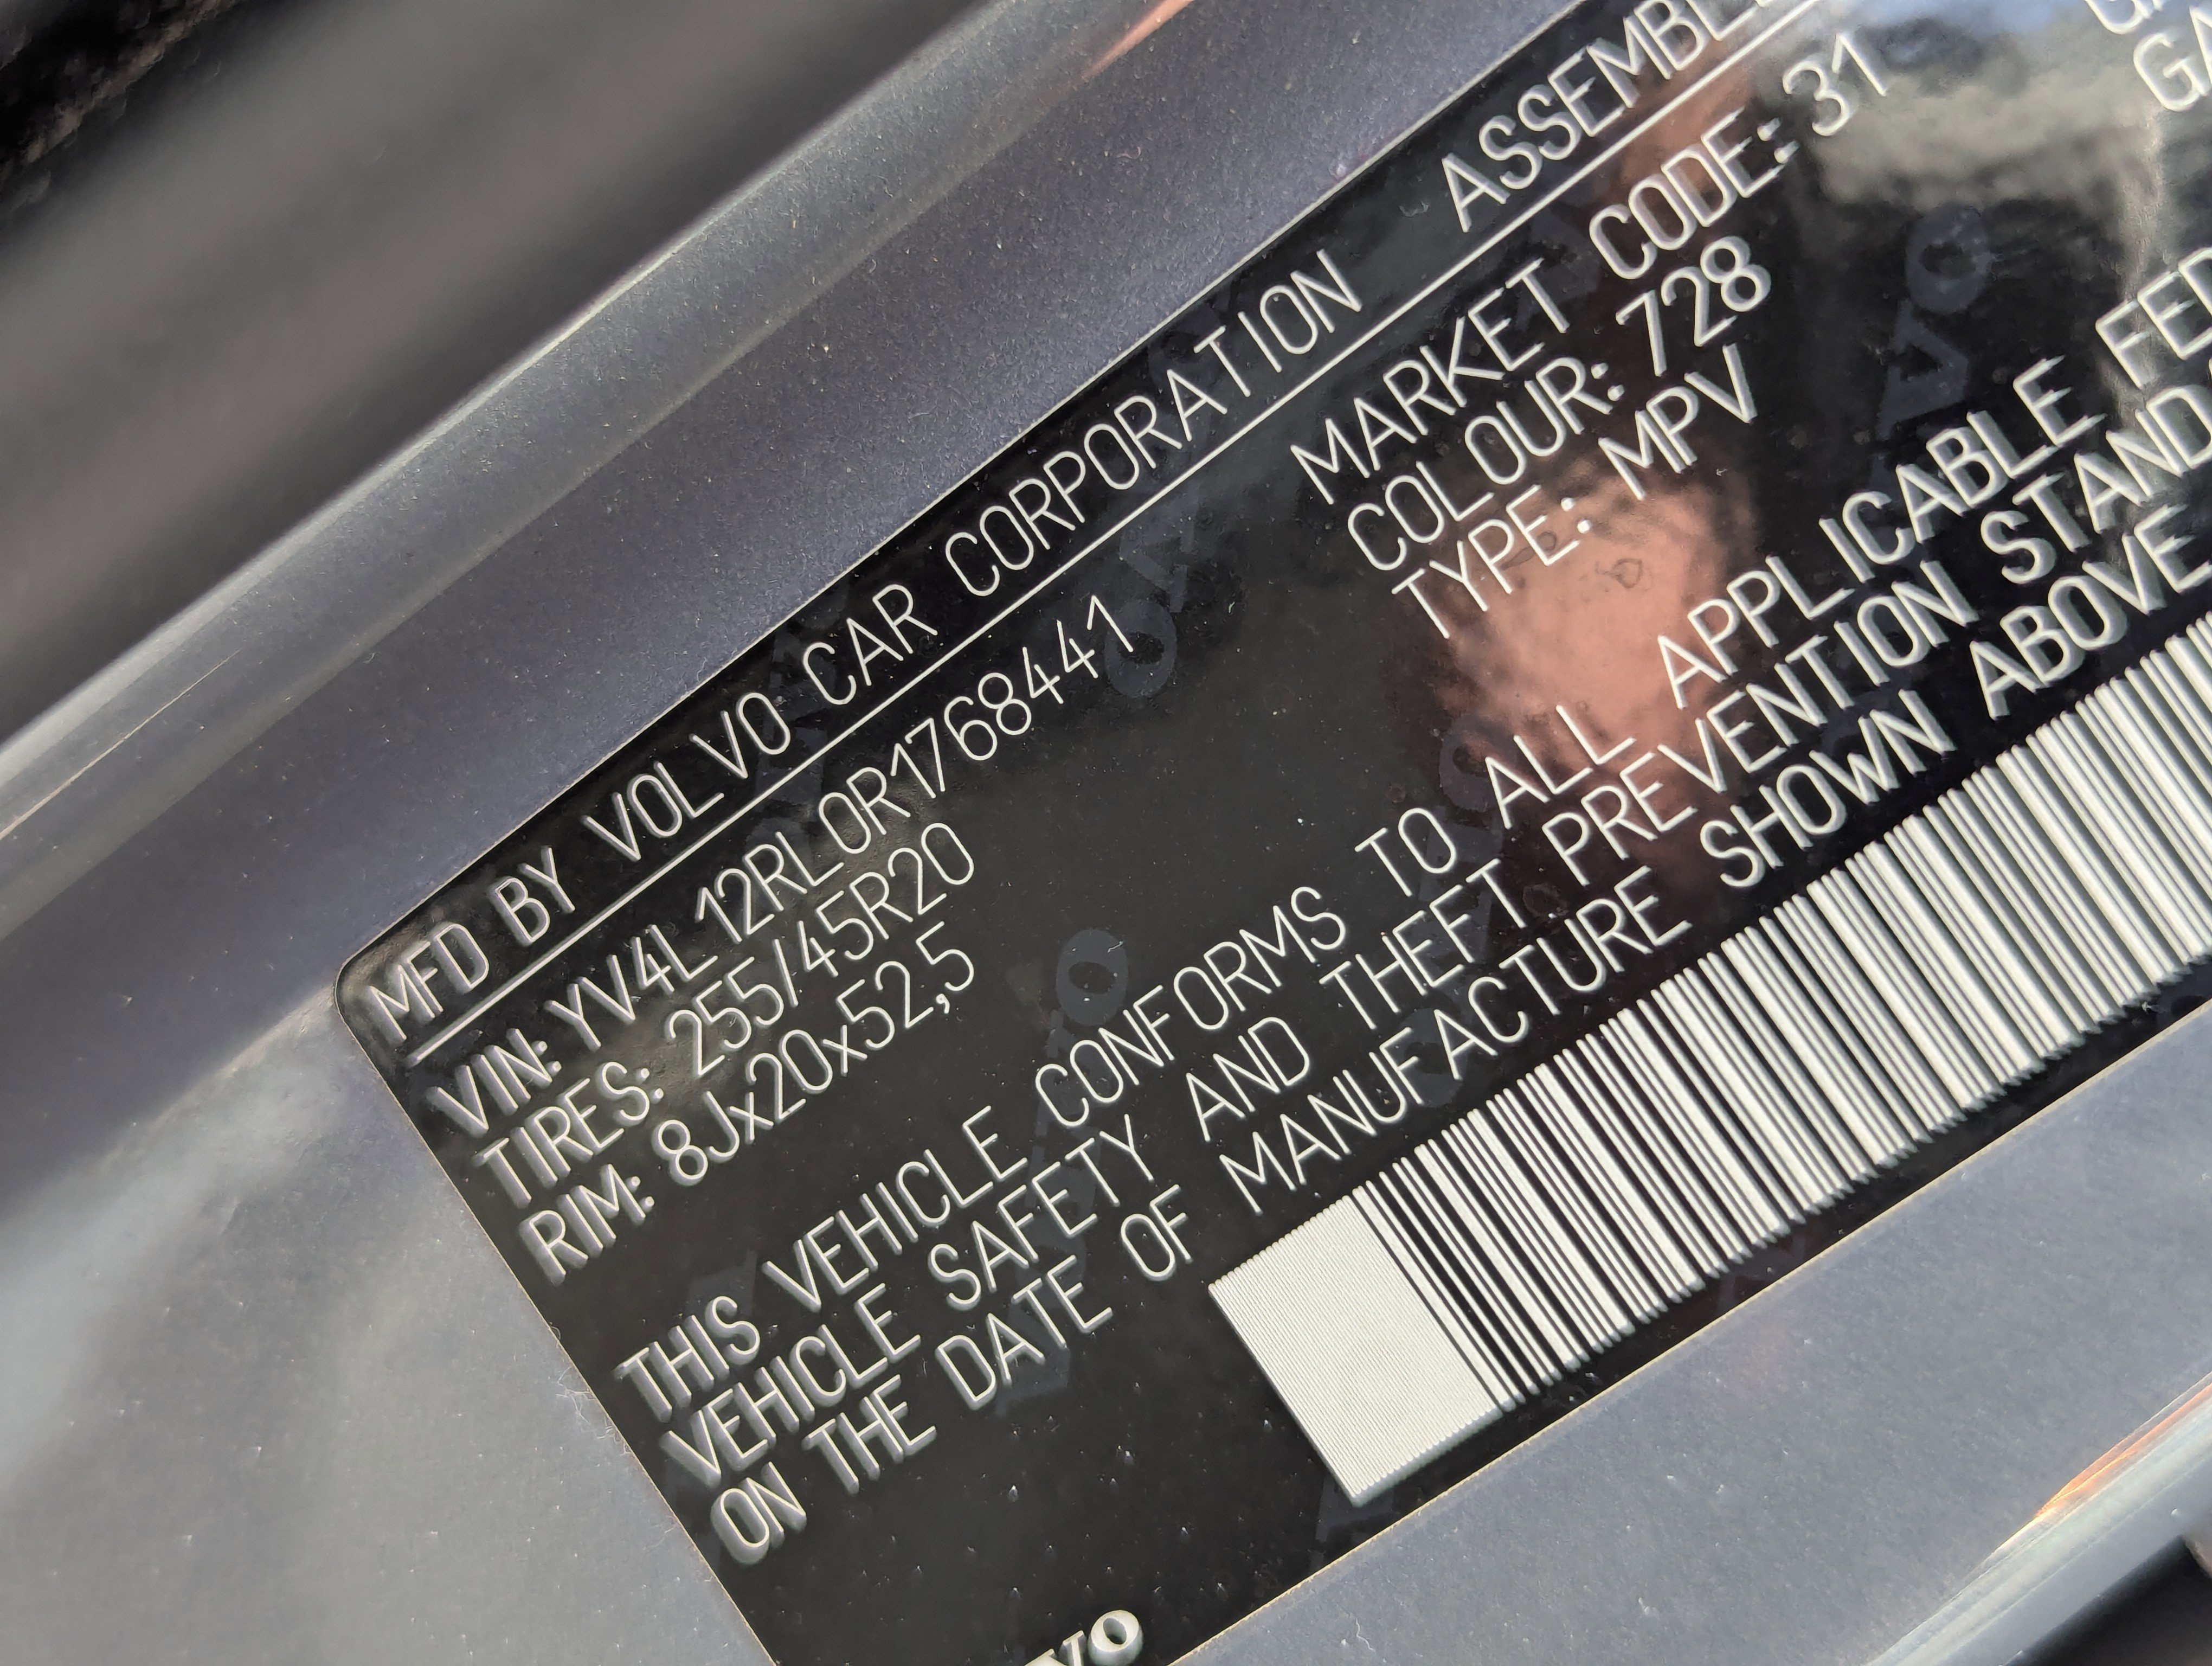 MFD BY VOLVO CAR CORPORATION ASSEMBLE
VIN: YV4L12RL0R1768441 MARKET CODE: 31
TIRES: 255/45R20 COLOUR: 728
RIM: 8Jx20x52,5 TYPE: MPV
THIS VEHICLE CONFORMS TO ALL APPLICABLE FED
VEHICLE SAFETY AND THEFT PREVENTION STAND
ON THE DATE OF MANUFACTURE SHOWN ABOVE